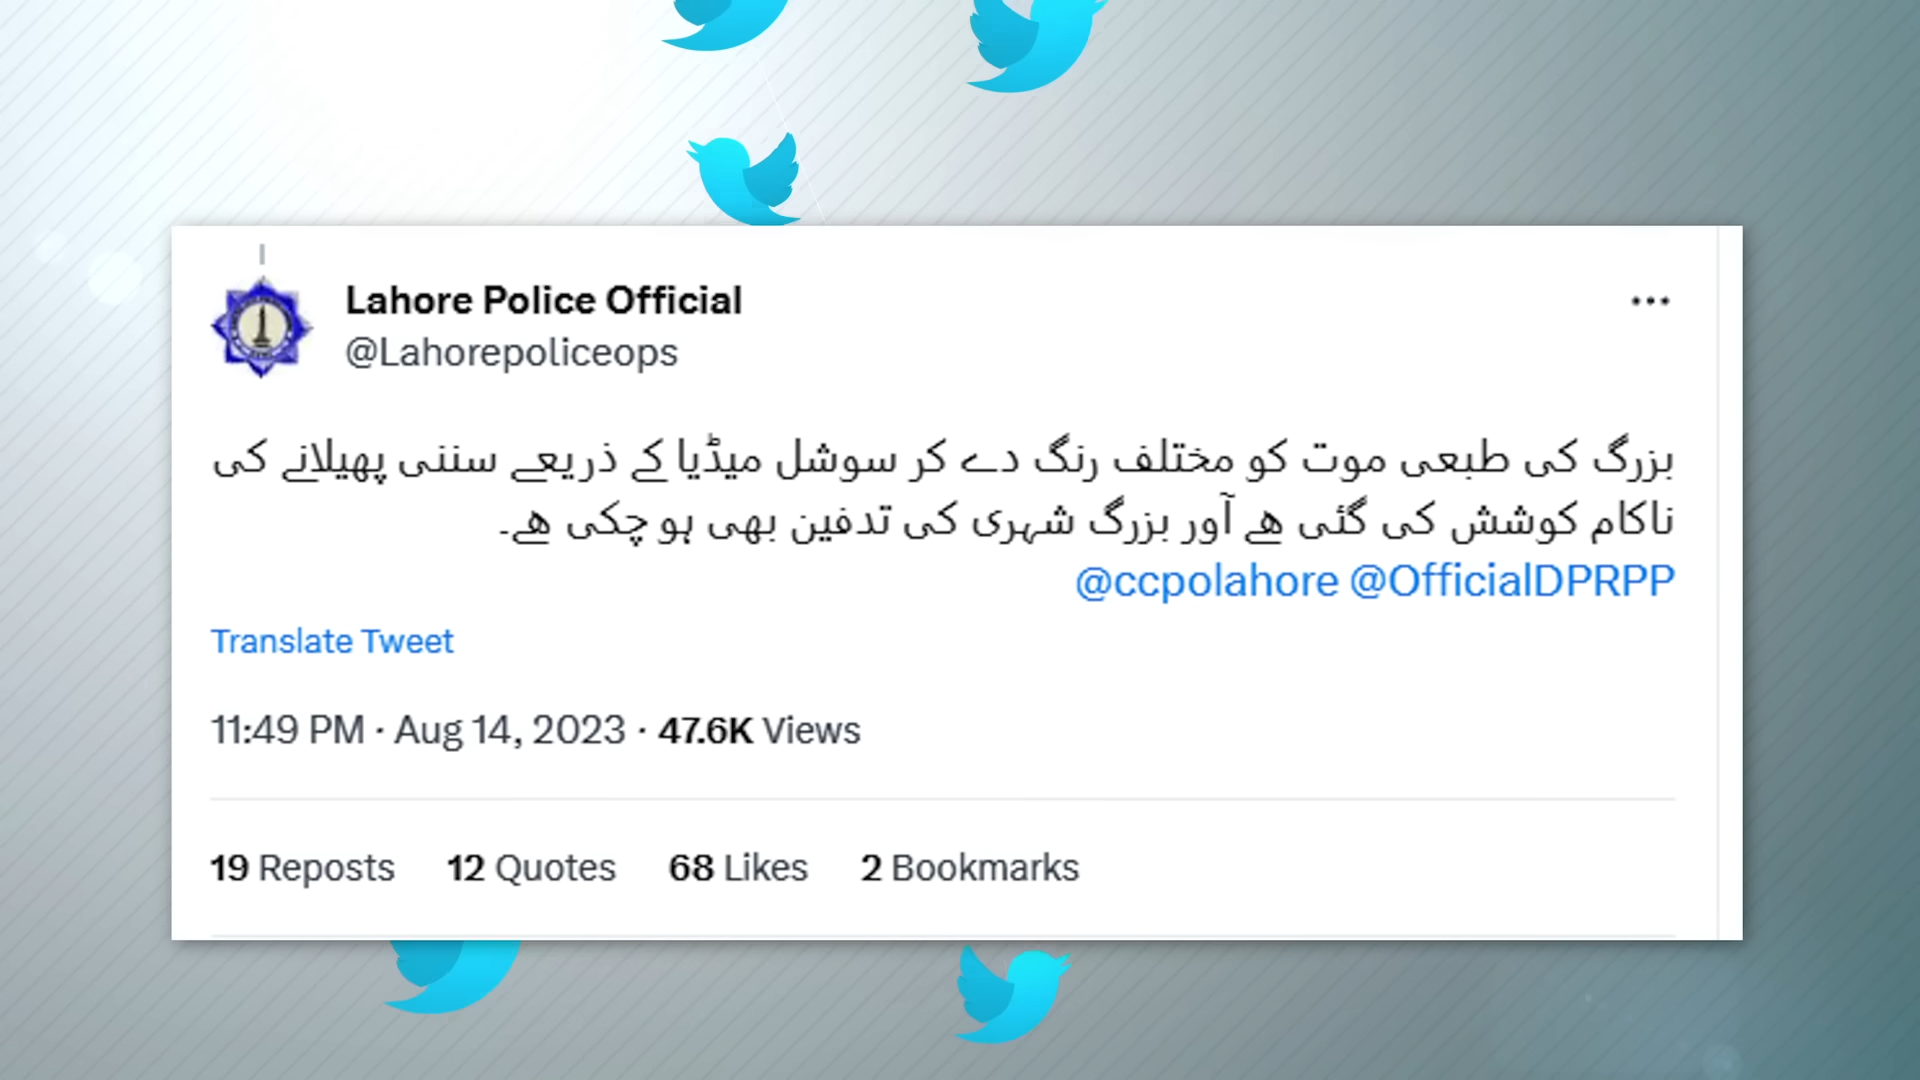 Lahore Police Official
@Lahorepoliceops
بزرگ کی طبعی موت کو مختلف رنگ دے کر سوشل میڈیا کے ذریعے سننی پھیلانے کی
ناکام کوشش کی گئی ھے آور بزرگ شہری کی تدفین بھی ہو چکی ھے۔
@ccpolahore @OfficialDPRPP
Translate Tweet
11:49 PM · Aug 14, 2023 · 47.6K Views
19 Reposts 12 Quotes 68 Likes 2 Bookmarks